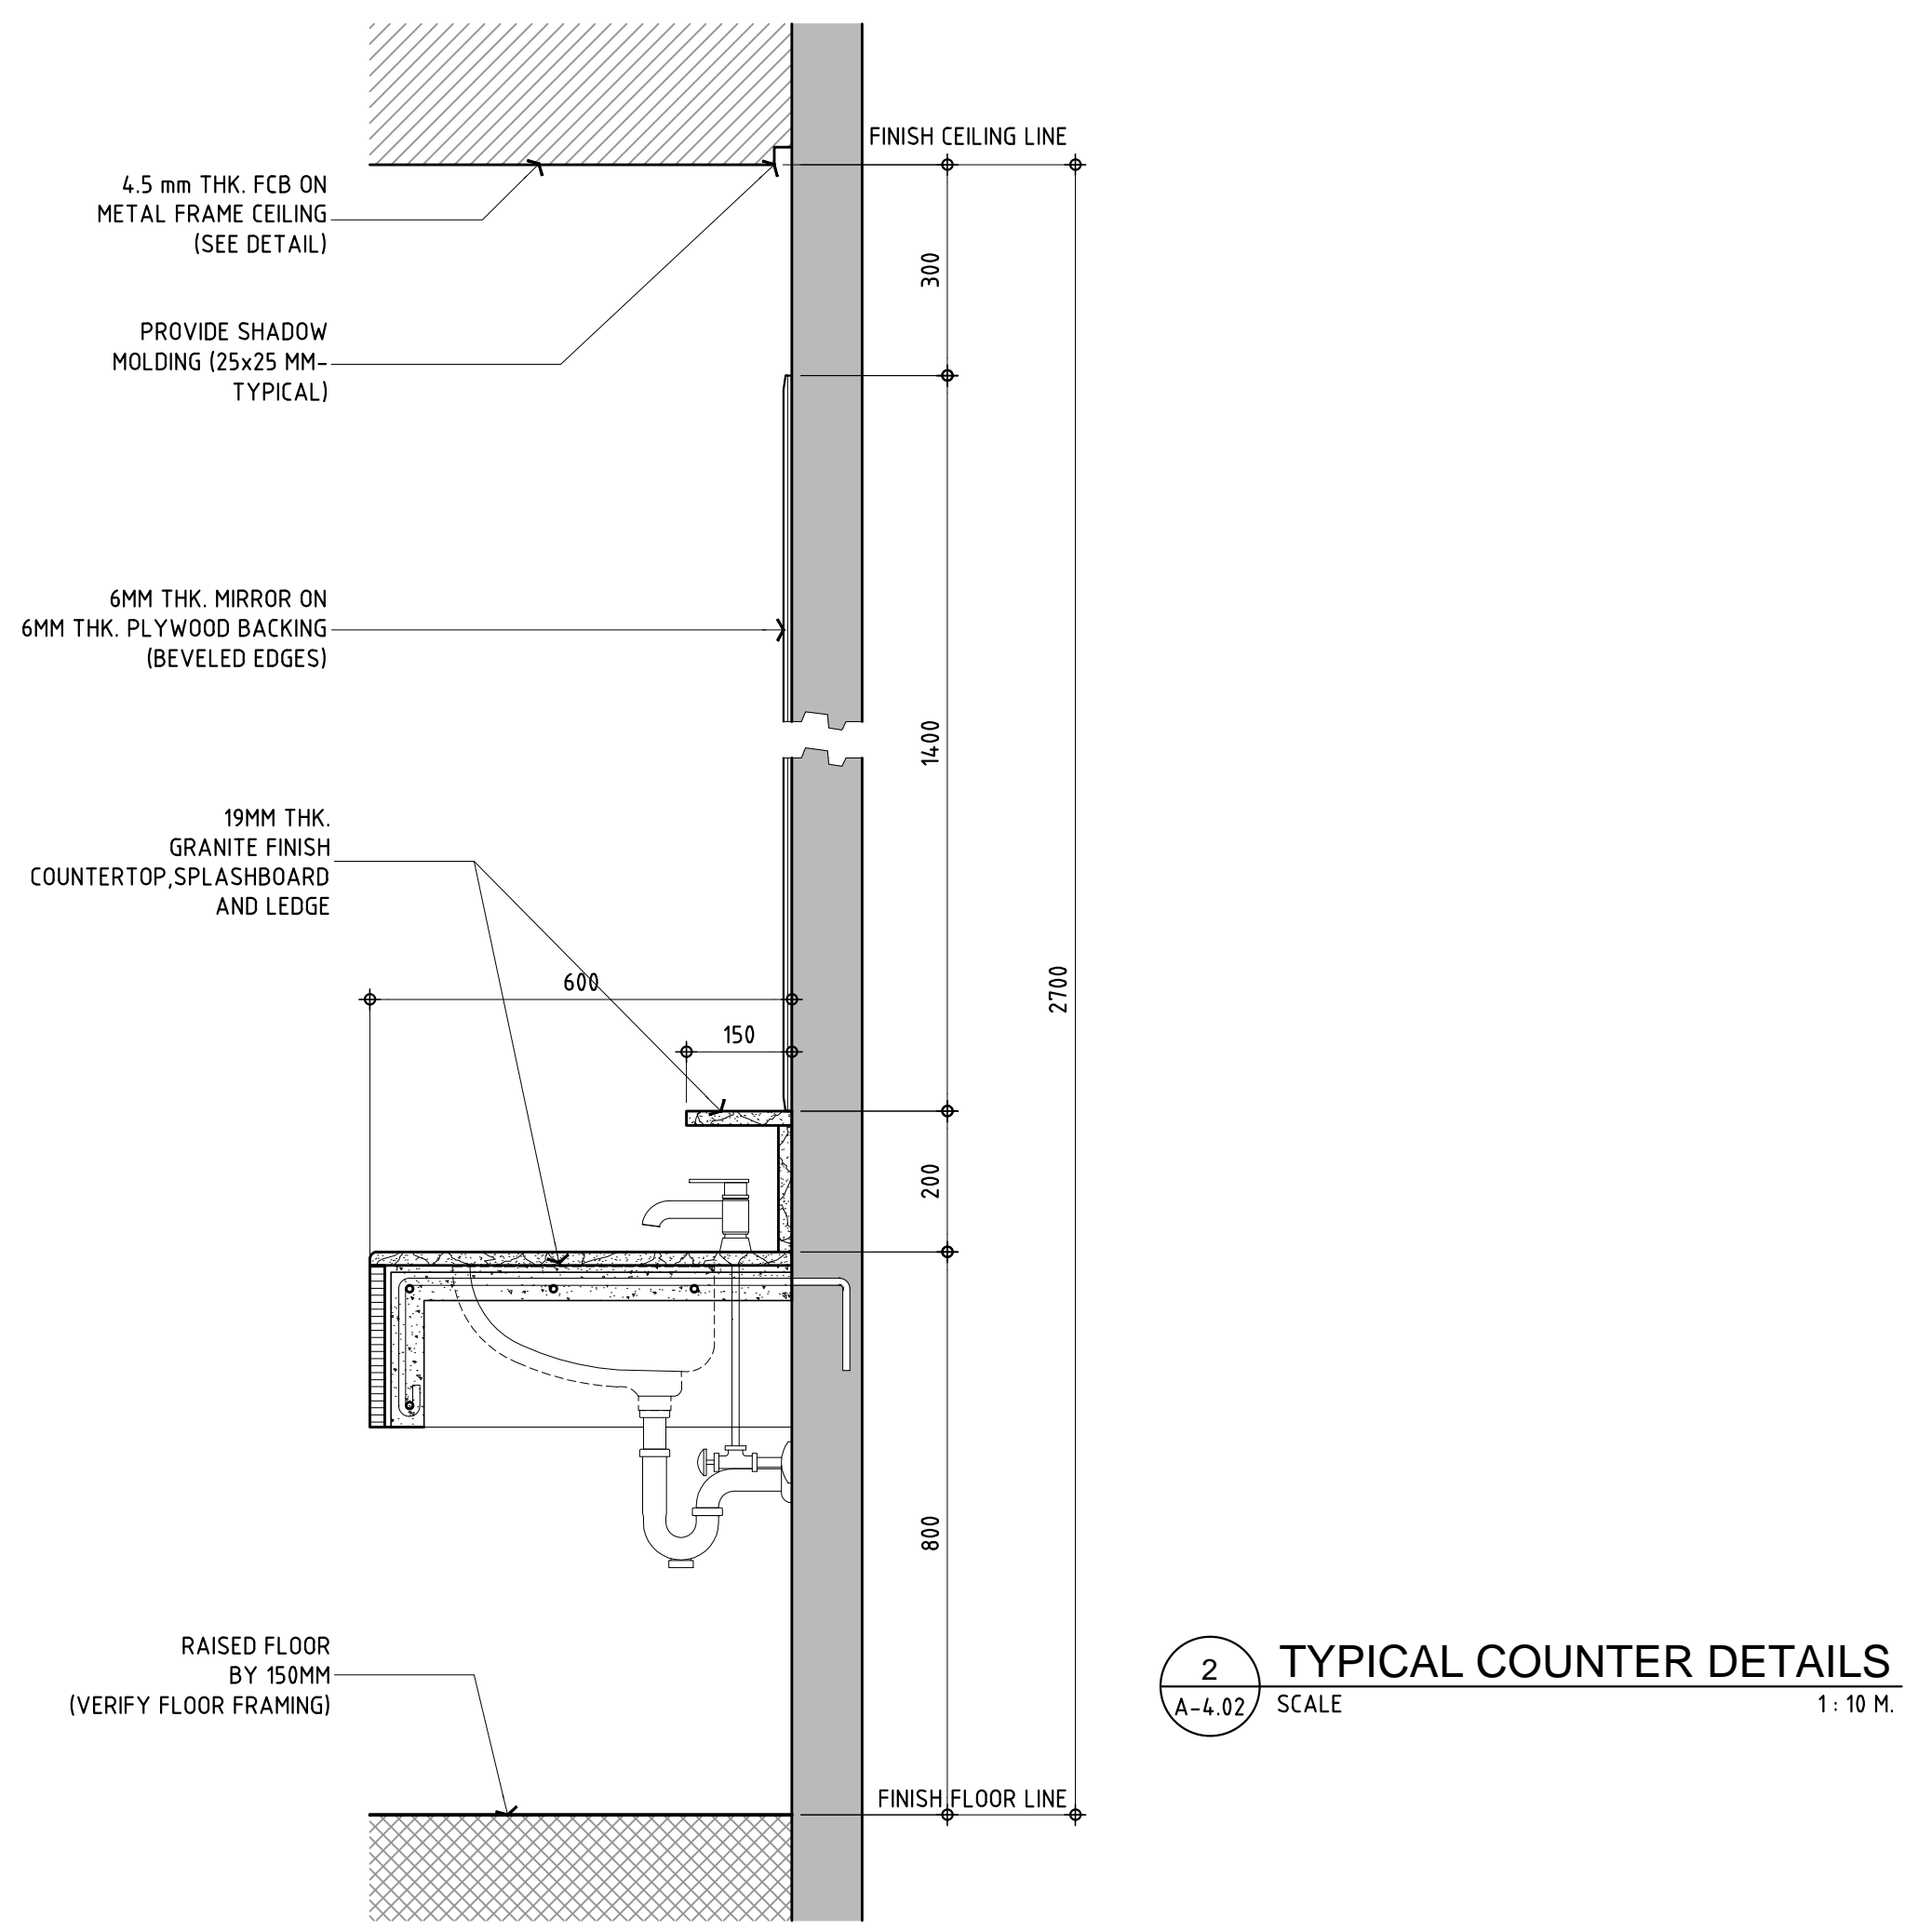 FINISH CEILING LINE
4.5 mm THK. FCB ON
METAL FRAME CEILING
(SEE DETAIL)
300
PROVIDE SHADOW
MOLDING (25x25 MM-
TYPICAL)
6MM THK. MIRROR ON
6MM THK. PLYWOOD BACKING
(BEVELED EDGES)
1400
19MM THK.
GRANITE FINISH
COUNTERTOP,SPLASHBOARD
AND LEDGE
600
2700
150
200
800
RAISED FLOOR
BY 150MM
(VERIFY FLOOR FRAMING)
FINISH FLOOR LINE
2
A-4.02
TYPICAL COUNTER DETAILS
SCALE 1 : 10 M.